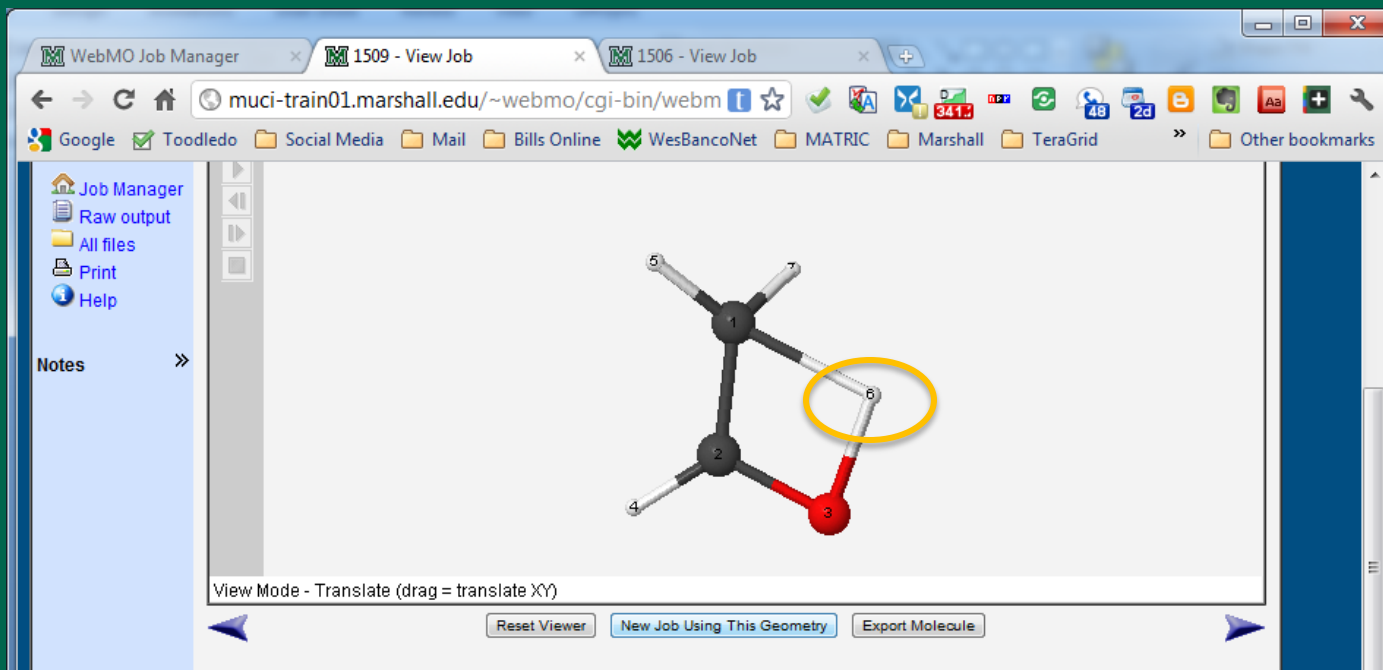 WebMO Job Manager 1509 - View Job 1506 - View Job
muci-train01.marshall.edu/~webmo/cgi-bin/webm t 341. npr 48 2d Aa
Google Toodledo Social Media Mail Bills Online WesBancoNet MATRIC Marshall TeraGrid » Other bookmarks
Job Manager
Raw output
All files
Print
Help
Notes »
5 7
1
6
2
4
3
View Mode - Translate (drag = translate XY)
Reset Viewer New Job Using This Geometry Export Molecule